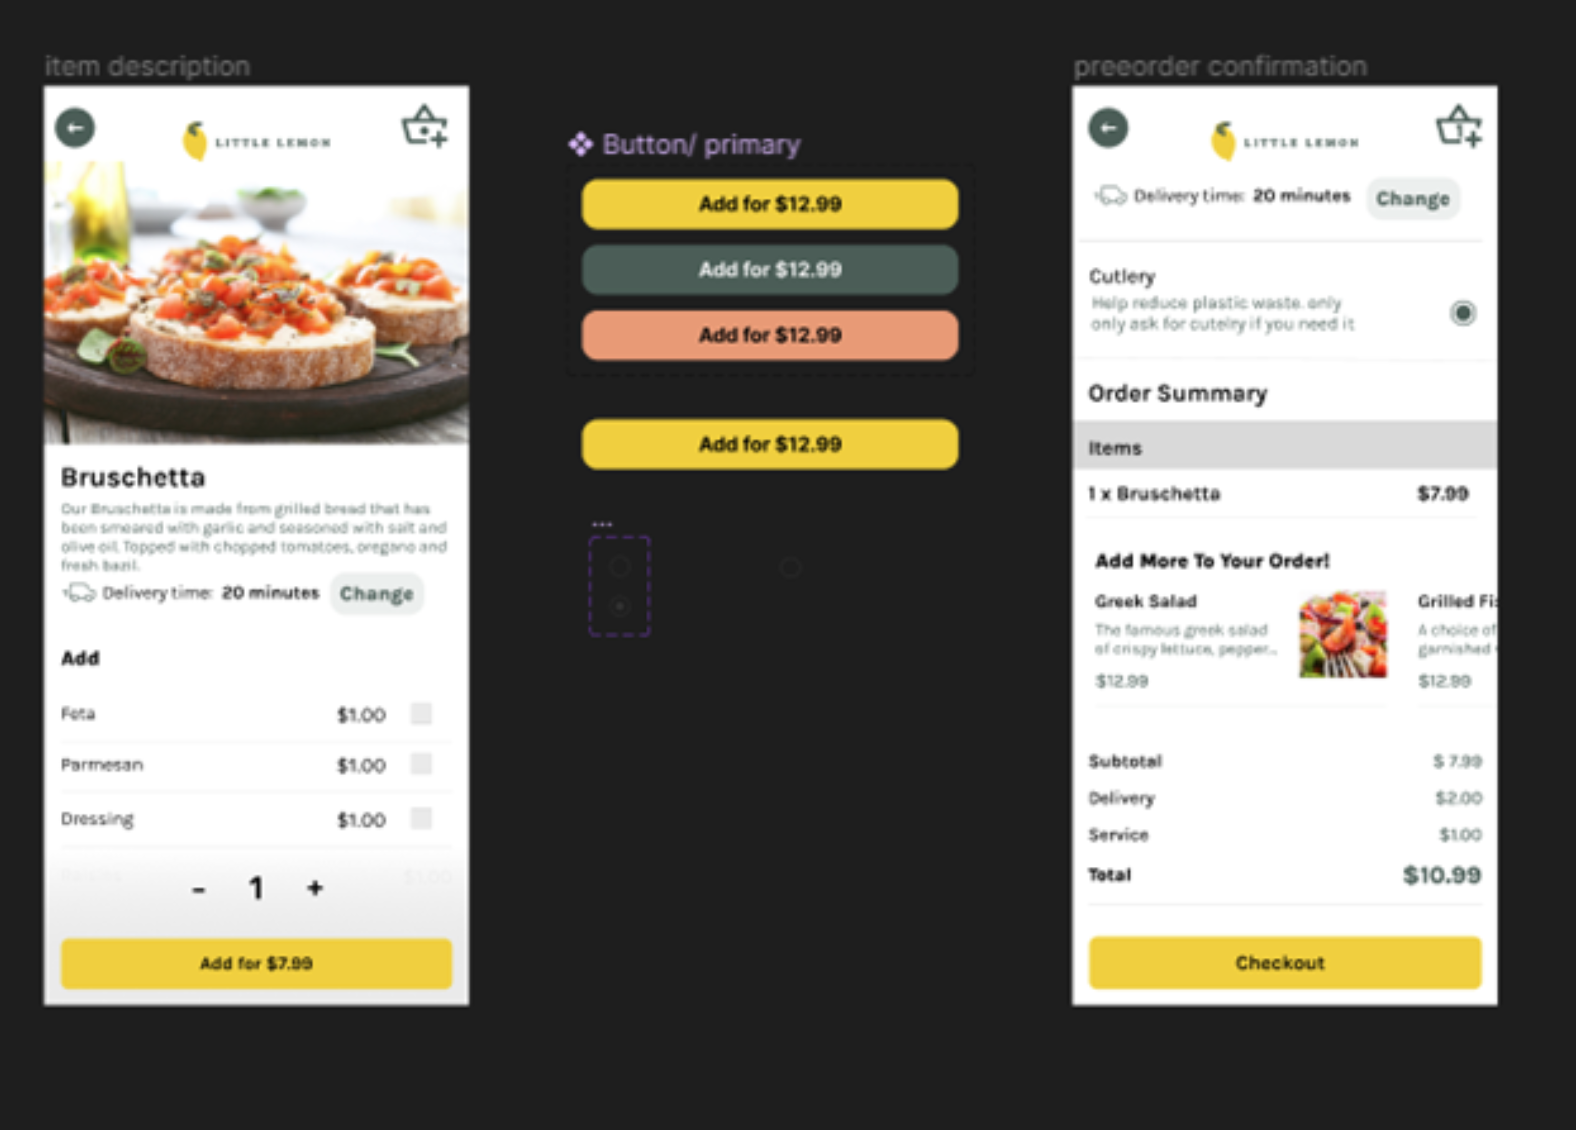 item description
LITTLE LEMON
Bruschetta
Our Bruschetta is made from grilled bread that has
been smeared with garlic and seasoned with salt and
olive oil. Topped with chopped tomatoes, oregano and
fresh basil.
Delivery time: 20 minutes Change
Add
Feta $1.00
Parmesan $1.00
Dressing $1.00
$1.00
- 1 +
Add for $7.99
Button/ primary
Add for $12.99
Add for $12.99
Add for $12.99
Add for $12.99
...
preeorder confirmation
1
LITTLE LEMON
Delivery time: 20 minutes Change
Cutlery
Help reduce plastic waste. only
only ask for cutelry if you need it
Order Summary
Items
1 x Bruschetta $7.99
Add More To Your Order!
Greek Salad
The famous greek salad
of crispy lettuce, pepper...
$12.99
Grilled Fis
A choice of
garnished
$12.99
Subtotal $ 7.99
Delivery $2.00
Service $1.00
Total $10.99
Checkout